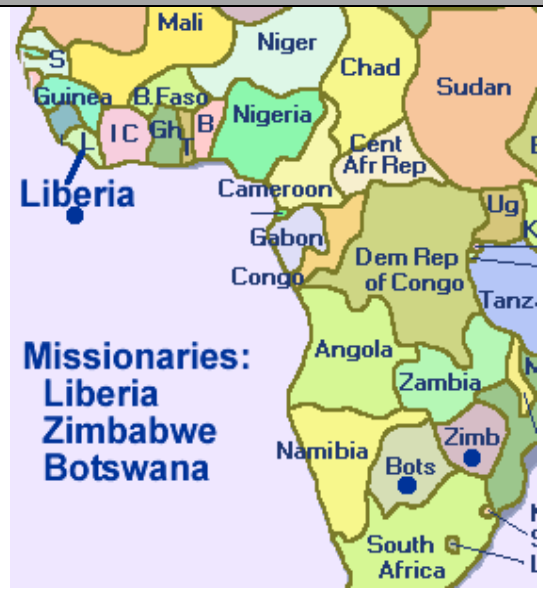 Mali
Niger
Chad
Sudan
S
Guinea
B.Faso
Nigeria
I C
Gh
T
B
L
Liberia
Cent
Afr Rep
Cameroon
Ug
K
Gabon
Congo
Dem Rep
of Congo
Tanz
Missionaries:
Liberia
Zimbabwe
Botswana
Angola
Zambia
Namibia
Bots
Zimb
South
Africa